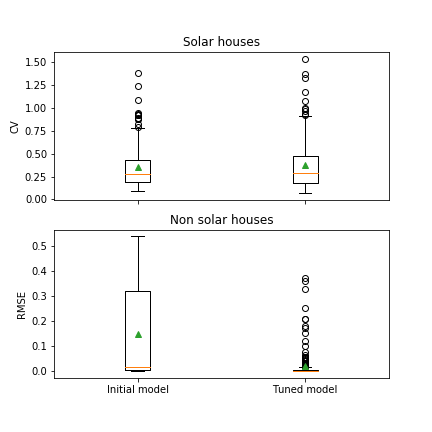 Solar houses
1.50
1.25
1.00
0.75
0.50
0.25
0.00
CV
Non solar houses
0.5
0.4
0.3
0.2
0.1
0.0
RMSE
Initial model
Tuned model